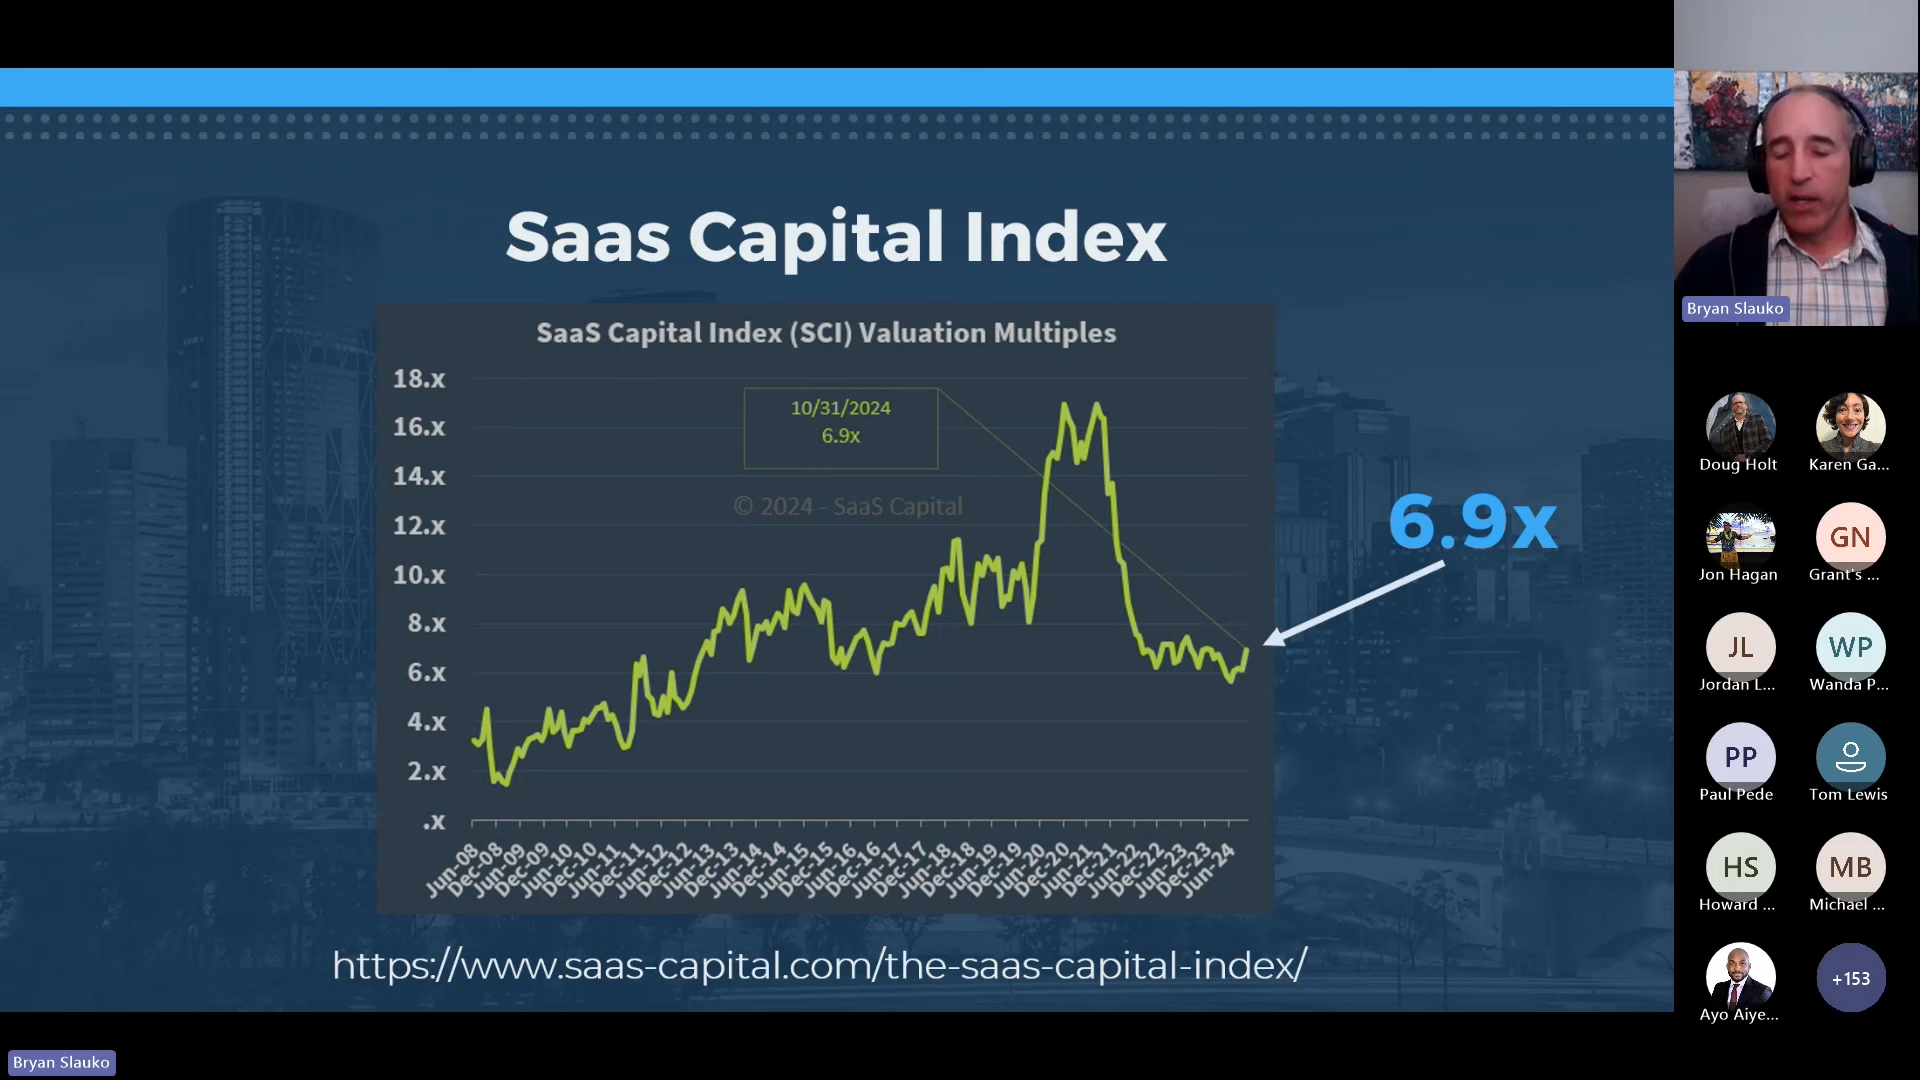 Saas Capital Index
SaaS Capital Index (SCI) Valuation Multiples
18.x
16.x
14.x
12.x
10.x
8.x
6.x
4.x
2.x
.x
10/31/2024
6.9x
© 2024 - SaaS Capital
6.9x
Jun-08
Dec-08
Jun-09
Dec-09
Jun-10
Dec-10
Jun-11
Dec-11
Jun-12
Dec-12
Jun-13
Dec-13
Jun-14
Dec-14
Jun-15
Dec-15
Jun-16
Dec-16
Jun-17
Dec-17
Jun-18
Dec-18
Jun-19
Dec-19
Jun-20
Dec-20
Jun-21
Dec-21
Jun-22
Dec-22
Jun-23
Dec-23
Jun-24
https://www.saas-capital.com/the-saas-capital-index/
Bryan Slauko
Bryan Slauko
Doug Holt
Karen Ga...
Jon Hagan
GN
Grant's ...
JL
Jordan L...
WP
Wanda P...
PP
Paul Pede
Tom Lewis
HS
Howard ...
MB
Michael ...
Ayo Aiye...
+153